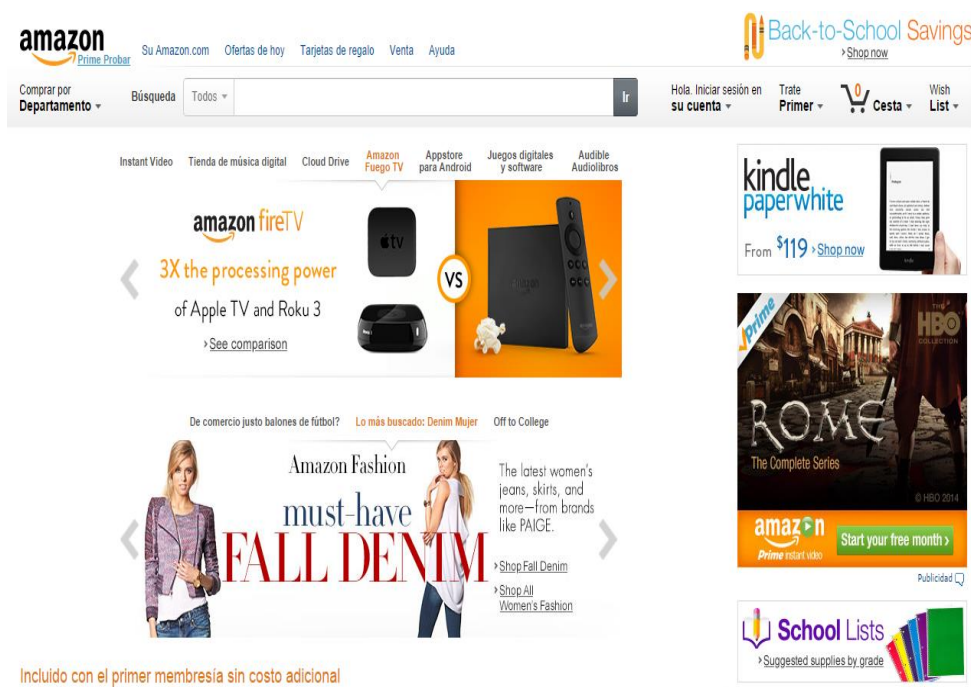 amazon
Prime Probar
Su Amazon.com Ofertas de hoy Tarjetas de regalo Venta Ayuda
Back-to-School Savings
›Shop now
Comprar por
Departamento
Búsqueda
Todos
Ir
Hola. Iniciar sesión en
su cuenta
Trate
Primer
0
Cesta
Wish
List
Instant Video
Tienda de música digital
Cloud Drive
Amazon
Fuego TV
Appstore
para Android
Juegos digitales
y software
Audible
Audiolibros
amazon fireTV
3X the processing power
of Apple TV and Roku 3
›See comparison
tv
VS
amazon
kindle
paperwhite
From $119 ›Shop now
kindle
Prime
THE
HBO
COLLECTION
ROME
The Complete Series
© HBO 2014
amazon
Prime instant video
Start your free month ›
Publicidad
De comercio justo balones de fútbol? Lo más buscado: Denim Mujer Off to College
Amazon Fashion
must-have
FALL DENIM
The latest women's
jeans, skirts, and
more—from brands
like PAIGE.
›Shop Fall Denim
›Shop All
Women's Fashion
School Lists
›Suggested supplies by grade
Incluido con el primer membresía sin costo adicional